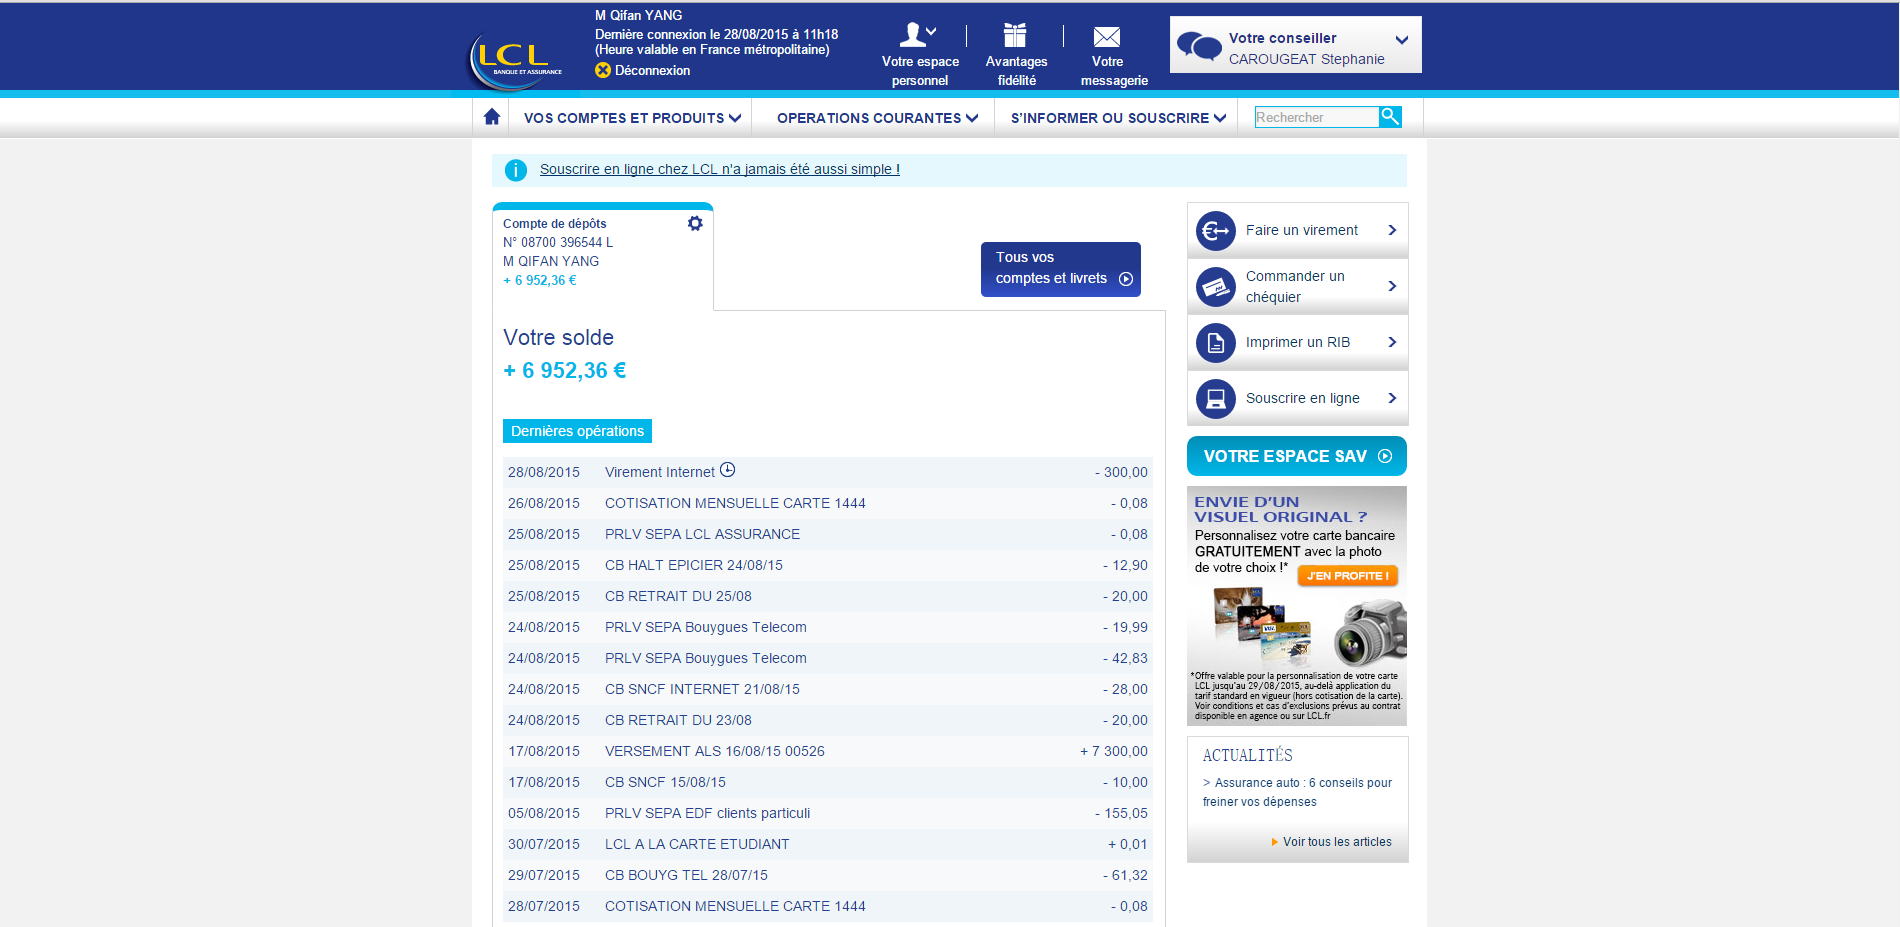 M Qifan YANG
Dernière connexion le 28/08/2015 à 11h18
(Heure valable en France métropolitaine)
Déconnexion
LCL
BANQUE ET ASSURANCE
Votre espace
personnel
Avantages
fidélité
Votre
messagerie
Votre conseiller
CAROUGEAT Stephanie
VOS COMPTES ET PRODUITS
OPERATIONS COURANTES
S'INFORMER OU SOUSCRIRE
Rechercher
Souscrire en ligne chez LCL n'a jamais été aussi simple !
Compte de dépôts
N° 08700 396544 L
M QIFAN YANG
+ 6 952,36 €
Tous vos
comptes et livrets
Votre solde
+ 6 952,36 €
Dernières opérations
28/08/2015 Virement Internet - 300,00
26/08/2015 COTISATION MENSUELLE CARTE 1444 - 0,08
25/08/2015 PRLV SEPA LCL ASSURANCE - 0,08
25/08/2015 CB HALT EPICIER 24/08/15 - 12,90
25/08/2015 CB RETRAIT DU 25/08 - 20,00
24/08/2015 PRLV SEPA Bouygues Telecom - 19,99
24/08/2015 PRLV SEPA Bouygues Telecom - 42,83
24/08/2015 CB SNCF INTERNET 21/08/15 - 28,00
24/08/2015 CB RETRAIT DU 23/08 - 20,00
17/08/2015 VERSEMENT ALS 16/08/15 00526 + 7 300,00
17/08/2015 CB SNCF 15/08/15 - 10,00
05/08/2015 PRLV SEPA EDF clients particuli - 155,05
30/07/2015 LCL A LA CARTE ETUDIANT + 0,01
29/07/2015 CB BOUYG TEL 28/07/15 - 61,32
28/07/2015 COTISATION MENSUELLE CARTE 1444 - 0,08
Faire un virement
Commander un
chéquier
Imprimer un RIB
Souscrire en ligne
VOTRE ESPACE SAV
ENVIE D'UN
VISUEL ORIGINAL ?
Personnalisez votre carte bancaire
GRATUITEMENT avec la photo
de votre choix !*
J'EN PROFITE !
*Offre valable pour la personnalisation de votre carte
LCL jusqu'au 29/08/2015, au-delà application du
tarif standard en vigueur (hors cotisation de la carte).
Voir conditions et cas d'exclusions prévus au contrat
disponible en agence ou sur LCL.fr
ACTUALITÉS
> Assurance auto : 6 conseils pour
freiner vos dépenses
Voir tous les articles